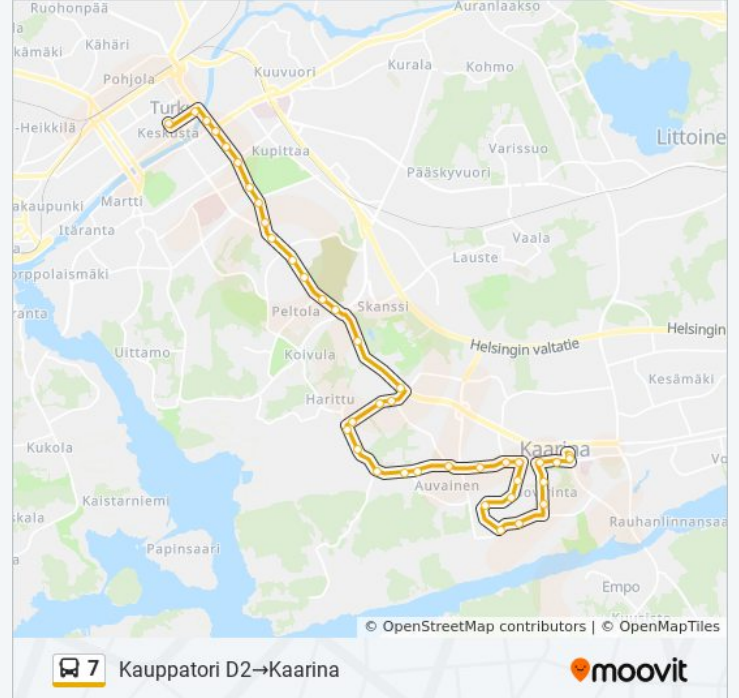 Ruohonpää
Auranlaakso
Kähäri
kämäki
Kuuvuori
Kurala
Kohmo
Pohjola
Turku
Littoine
-Heikkilä
Keskusta
Kupittaa
Varissuo
Pääskyvuori
Martti
akaupunki
Itäranta
Vaala
Lauste
orppolaismäki
Skanssi
Peltola
ranta
Helsingin
Helsingin valtatie
Uittamo
Koivula
Kesämäki
Harittu
Kaarina
Kukola
Auvainen
Kaistarniemi
skala
Rauhanlinnansaa
Papinsaari
Empo
© OpenStreetMap contributors | © OpenMapTiles
7 Kauppatori D2→Kaarina
moovit